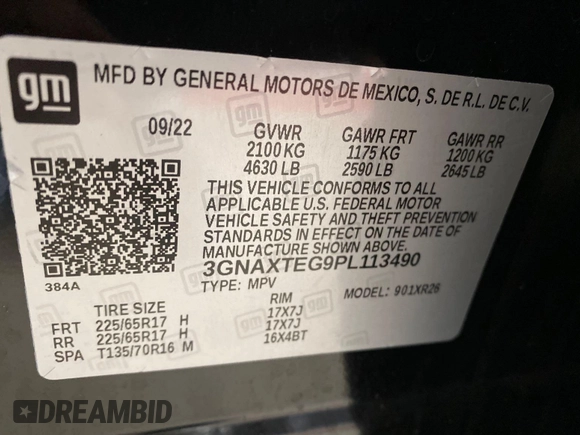 gm MFD BY GENERAL MOTORS DE MEXICO, S. DE R.L. DE C.V.
09/22 GVWR GAWR FRT GAWR RR
2100 KG 1175 KG 1200 KG
4630 LB 2590 LB 2645 LB
THIS VEHICLE CONFORMS TO ALL
APPLICABLE U.S. FEDERAL MOTOR
VEHICLE SAFETY AND THEFT PREVENTION
STANDARDS IN EFFECT ON THE DATE OF
MANUFACTURE SHOWN ABOVE.
384A 3GNAXTEG9PL113490
TYPE: MPV MODEL: 901XR26
TIRE SIZE RIM
FRT 225/65R17 H 17X7J
RR 225/65R17 H 17X7J
SPA T135/70R16 M 16X4BT
DREAMBID